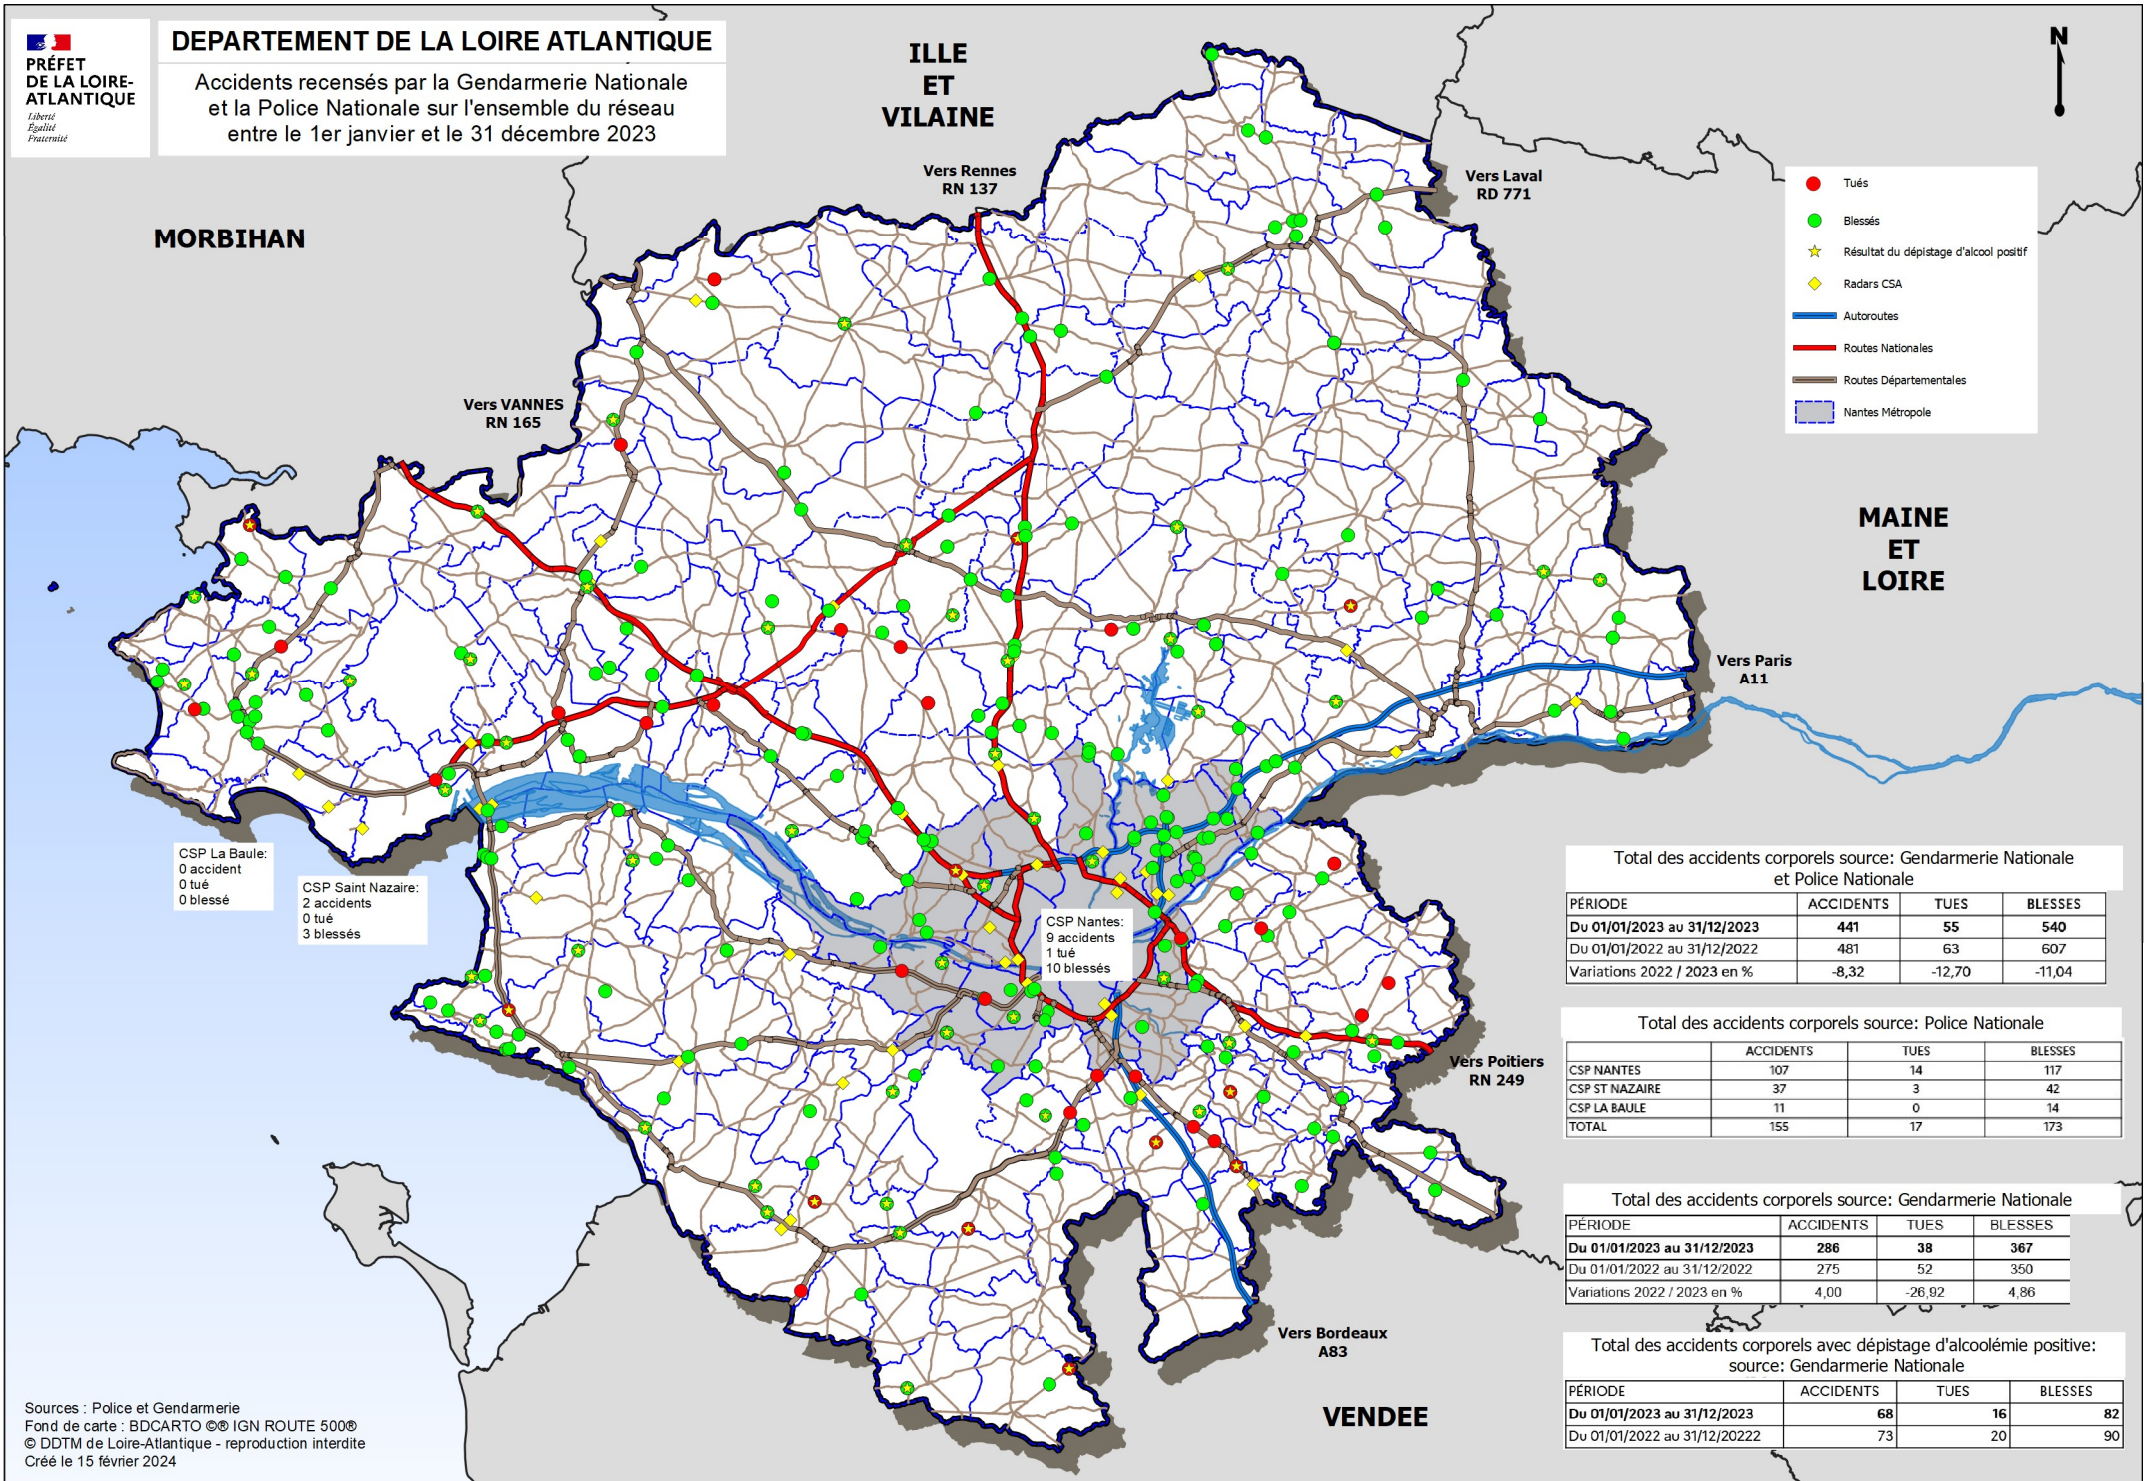 PRÉFET
DE LA LOIRE-
ATLANTIQUE
Liberté
Égalité
Fraternité
DEPARTEMENT DE LA LOIRE ATLANTIQUE
Accidents recensés par la Gendarmerie Nationale
et la Police Nationale sur l'ensemble du réseau
entre le 1er janvier et le 31 décembre 2023
ILLE
ET
VILAINE
N
Vers Rennes
RN 137
Vers Laval
RD 771
MORBIHAN
Tués
Blessés
Résultat du dépistage d'alcool positif
Radars CSA
Autoroutes
Routes Nationales
Routes Départementales
Nantes Métropole
Vers VANNES
RN 165
MAINE
ET
LOIRE
Vers Paris
A11
CSP La Baule:
0 accident
0 tué
0 blessé
CSP Saint Nazaire:
2 accidents
0 tué
3 blessés
CSP Nantes:
9 accidents
1 tué
10 blessés
Total des accidents corporels source: Gendarmerie Nationale
et Police Nationale
PÉRIODE ACCIDENTS TUES BLESSES
Du 01/01/2023 au 31/12/2023 441 55 540
Du 01/01/2022 au 31/12/2022 481 63 607
Variations 2022 / 2023 en % -8,32 -12,70 -11,04
Total des accidents corporels source: Police Nationale
ACCIDENTS TUES BLESSES
CSP NANTES 107 14 117
CSP ST NAZAIRE 37 3 42
CSP LA BAULE 11 0 14
TOTAL 155 17 173
Vers Poitiers
RN 249
Total des accidents corporels source: Gendarmerie Nationale
PÉRIODE ACCIDENTS TUES BLESSES
Du 01/01/2023 au 31/12/2023 286 38 367
Du 01/01/2022 au 31/12/2022 275 52 350
Variations 2022 / 2023 en % 4,00 -26,92 4,86
Vers Bordeaux
A83
Total des accidents corporels avec dépistage d'alcoolémie positive:
source: Gendarmerie Nationale
PÉRIODE ACCIDENTS TUES BLESSES
Du 01/01/2023 au 31/12/2023 68 16 82
Du 01/01/2022 au 31/12/20222 73 20 90
VENDEE
Sources : Police et Gendarmerie
Fond de carte : BDCARTO ©® IGN ROUTE 500®
© DDTM de Loire-Atlantique - reproduction interdite
Créé le 15 février 2024